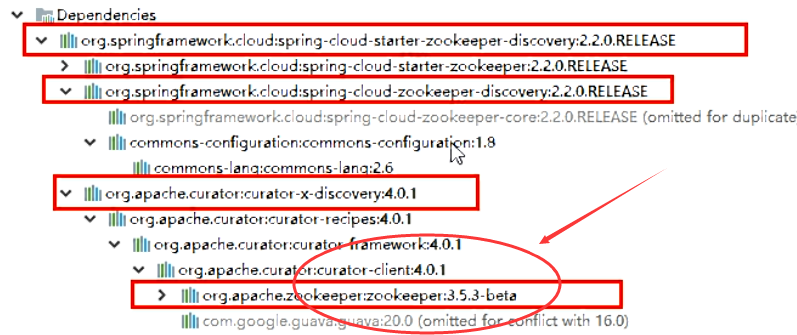 Dependencies
org.springframework.cloud:spring-cloud-starter-zookeeper-discovery:2.2.0.RELEASE
org.springframework.cloud:spring-cloud-starter-zookeeper:2.2.0.RELEASE
org.springframework.cloud:spring-cloud-zookeeper-discovery:2.2.0.RELEASE
org.springframework.cloud:spring-cloud-zookeeper-core:2.2.0.RELEASE (omitted for duplicate)
commons-configuration:commons-configuration:1.8
commons-lang:commons-lang:2.6
org.apache.curator:curator-x-discovery:4.0.1
org.apache.curator:curator-recipes:4.0.1
org.apache.curator:curator-framework:4.0.1
org.apache.curator:curator-client:4.0.1
org.apache.zookeeper:zookeeper:3.5.3-beta
com.google.guava:guava:20.0 (omitted for conflict with 16.0)